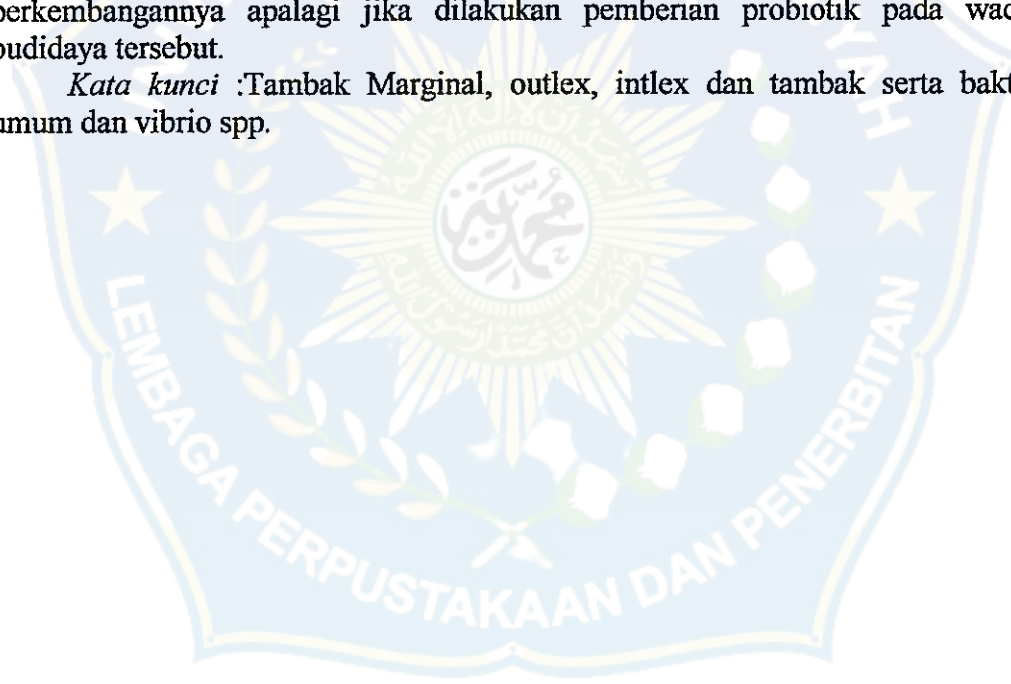 perkembangannya apalagi jika dilakukan pemberian probiotik pada
budidaya tersebut.
Kata kunci :Tambak Marginal, outlex, intlex dan tambak serta
umum dan vibrio spp.
محمدية
LEMBAGA PERPUSTAKAAN DAN PENERBITAN